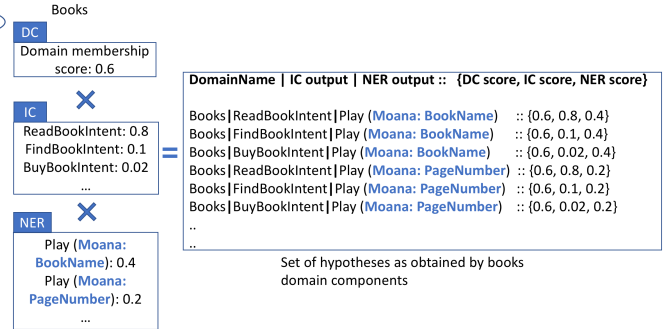 Books
DC
Domain membership
score: 0.6
IC
ReadBookIntent: 0.8
FindBookIntent: 0.1
BuyBookIntent: 0.02
...
NER
Play (Moana:
BookName): 0.4
Play (Moana:
PageNumber): 0.2
...
=
DomainName | IC output | NER output :: {DC score, IC score, NER score}
Books|ReadBookIntent|Play (Moana: BookName) :: {0.6, 0.8, 0.4}
Books|FindBookIntent|Play (Moana: BookName) :: {0.6, 0.1, 0.4}
Books|BuyBookIntent|Play (Moana: BookName) :: {0.6, 0.02, 0.4}
Books|ReadBookIntent|Play (Moana: PageNumber) :: {0.6, 0.8, 0.2}
Books|FindBookIntent|Play (Moana: PageNumber) :: {0.6, 0.1, 0.2}
Books|BuyBookIntent|Play (Moana: PageNumber) :: {0.6, 0.02, 0.2}
..
..
Set of hypotheses as obtained by books
domain components